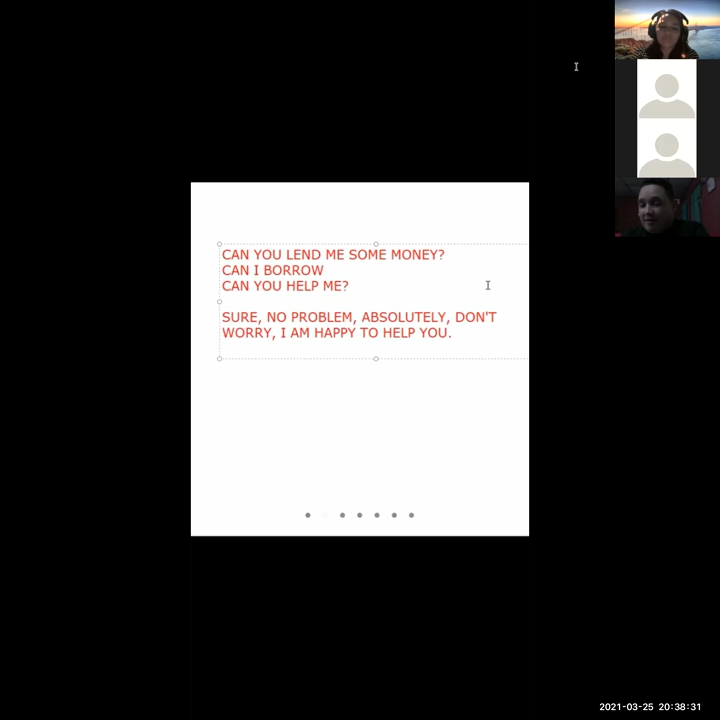 CAN YOU LEND ME SOME MONEY?
CAN I BORROW
CAN YOU HELP ME?
SURE, NO PROBLEM, ABSOLUTELY, DON'T
WORRY, I AM HAPPY TO HELP YOU.
2021-03-25 20:38:31